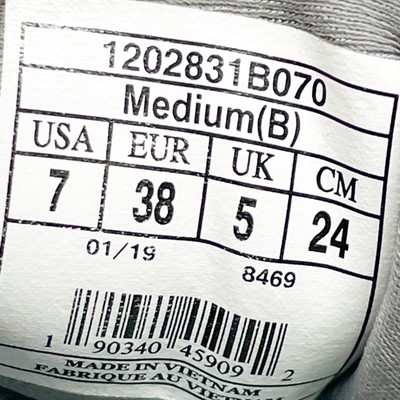 1202831B070
Medium(B)
USA EUR UK CM
7 38 5 24
01/19 8469
1 90340 45909 2
MADE IN VIETNAM
FABRIQUE AU VIETNAM